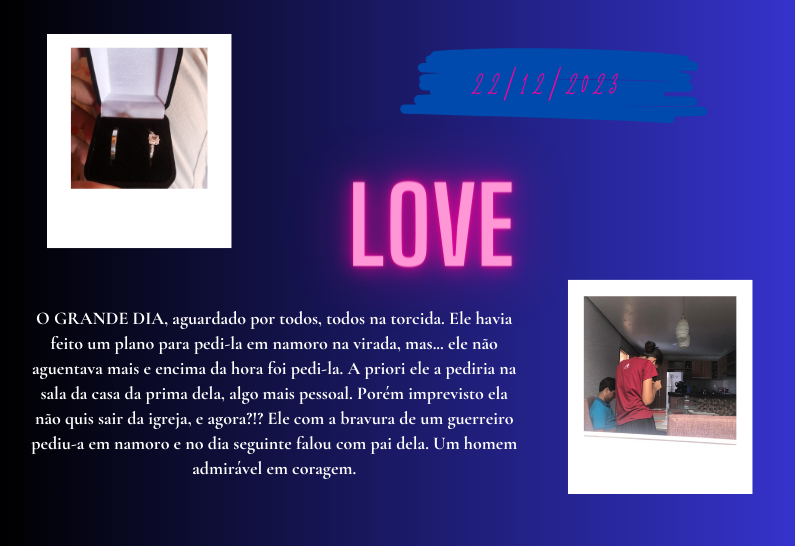 22/12/2023
LOVE
O GRANDE DIA, aguardado por todos, todos na torcida. Ele havia
feito um plano para pedi-la em namoro na virada, mas... ele não
aguentava mais e encima da hora foi pedi-la. A priori ele a pediria na
sala da casa da prima dela, algo mais pessoal. Porém imprevisto ela
não quis sair da igreja, e agora?!? Ele com a bravura de um guerreiro
pediu-a em namoro e no dia seguinte falou com pai dela. Um homem
admirável em coragem.